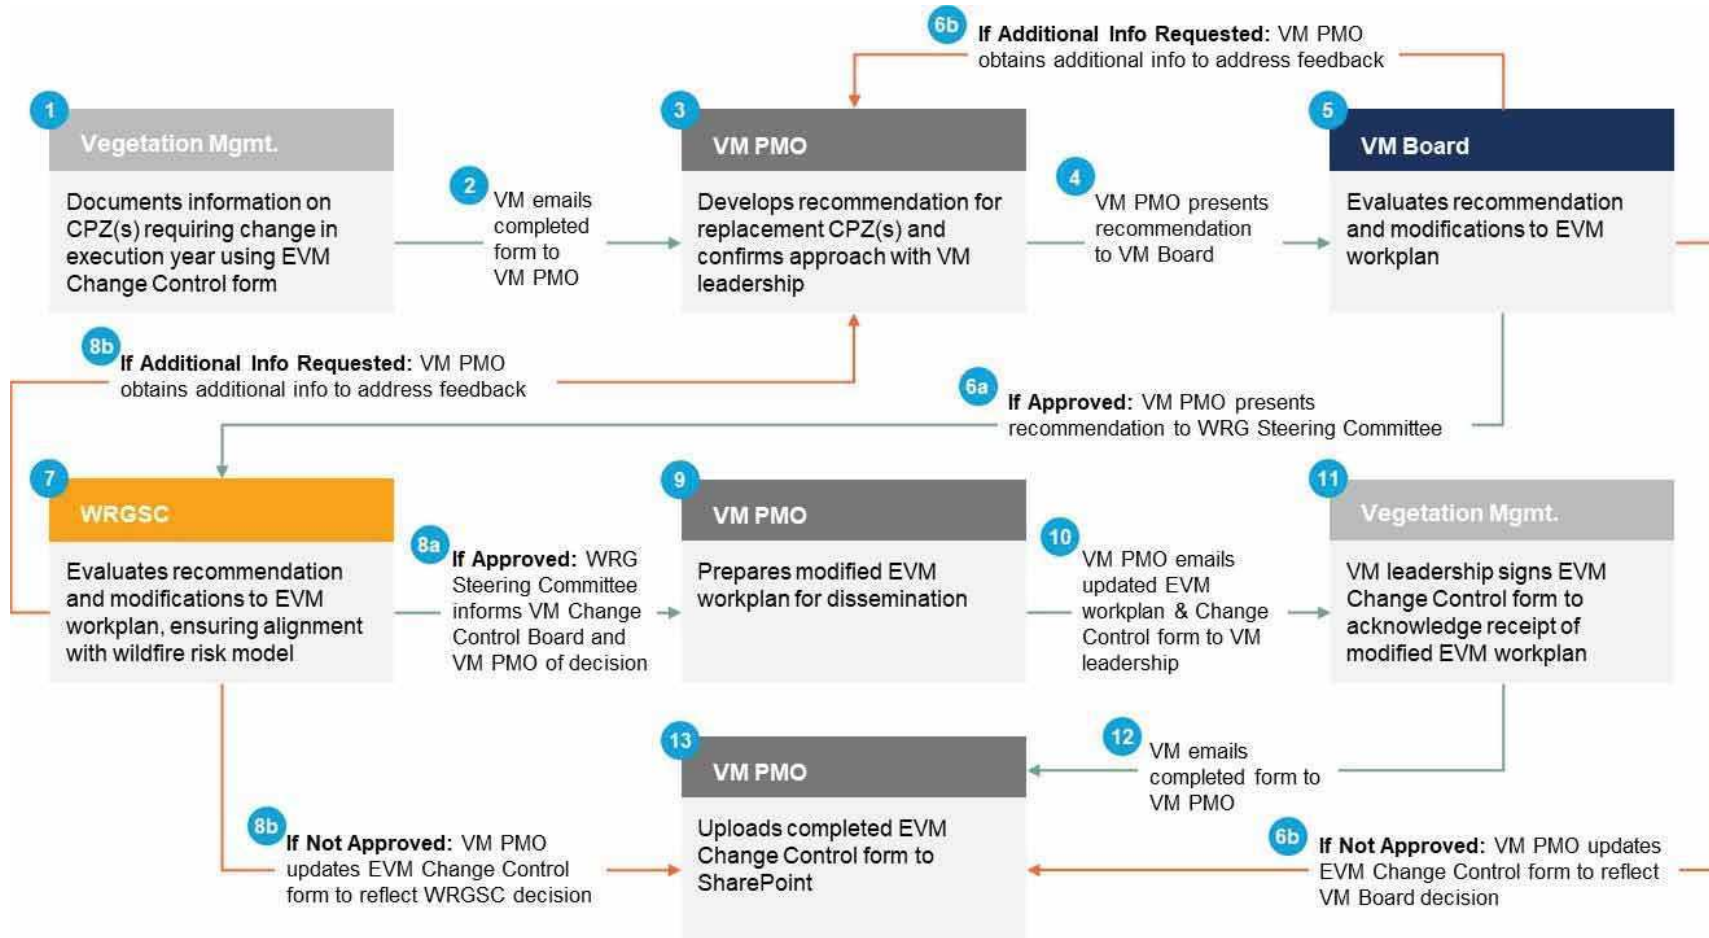 6b
If Additional Info Requested: VM PMO
obtains additional info to address feedback
1
Vegetation Mgmt.
Documents information on
CPZ(s) requiring change in
execution year using EVM
Change Control form
2
VM emails
completed
form to
VM PMO
3
VM PMO
Develops recommendation for
replacement CPZ(s) and
confirms approach with VM
leadership
4
VM PMO presents
recommendation
to VM Board
5
VM Board
Evaluates recommendation
and modifications to EVM
workplan
8b
If Additional Info Requested: VM PMO
obtains additional info to address feedback
6a
If Approved: VM PMO presents
recommendation to WRG Steering Committee
7
WRGSC
Evaluates recommendation
and modifications to EVM
workplan, ensuring alignment
with wildfire risk model
8a
If Approved: WRG
Steering Committee
informs VM Change
Control Board and
VM PMO of decision
9
VM PMO
Prepares modified EVM
workplan for dissemination
10
VM PMO emails
updated EVM
workplan & Change
Control form to VM
leadership
11
Vegetation Mgmt.
VM leadership signs EVM
Change Control form to
acknowledge receipt of
modified EVM workplan
12
VM emails
completed form to
VM PMO
13
VM PMO
Uploads completed EVM
Change Control form to
SharePoint
8b
If Not Approved: VM PMO
updates EVM Change Control
form to reflect WRGSC decision
6b
If Not Approved: VM PMO updates
EVM Change Control form to reflect
VM Board decision